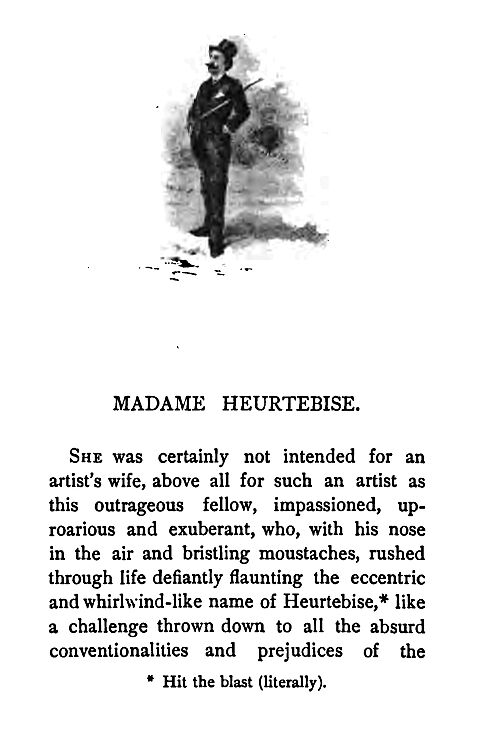 MADAME HEURTEBISE.
SHE was certainly not intended for an
artist's wife, above all for such an artist as
this outrageous fellow, impassioned, up-
roarious and exuberant, who, with his nose
in the air and bristling moustaches, rushed
through life defiantly flaunting the eccentric
and whirlwind-like name of Heurtebise,* like
a challenge thrown down to all the absurd
conventionalities and prejudices of the
* Hit the blast (literally).